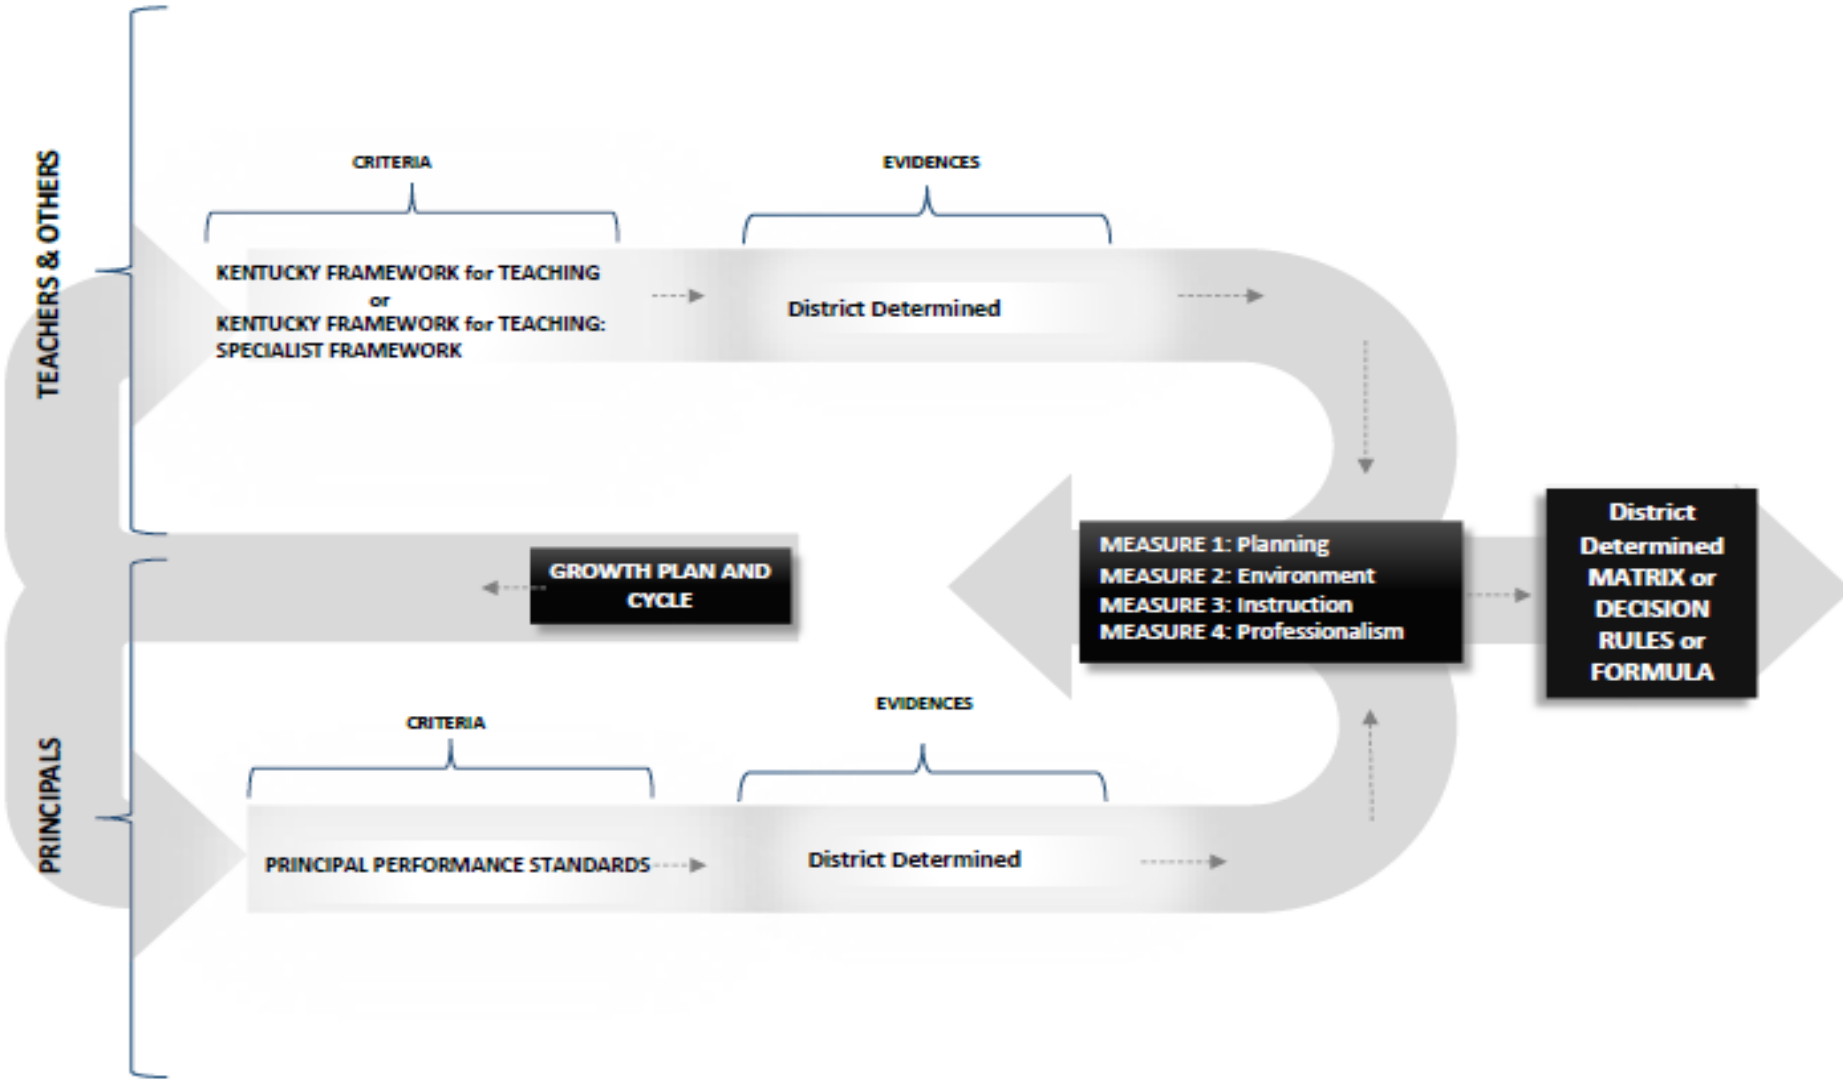 TEACHERS & OTHERS
CRITERIA
EVIDENCES
KENTUCKY FRAMEWORK for TEACHING
or
KENTUCKY FRAMEWORK for TEACHING:
SPECIALIST FRAMEWORK
District Determined
GROWTH PLAN AND
CYCLE
MEASURE 1: Planning
MEASURE 2: Environment
MEASURE 3: Instruction
MEASURE 4: Professionalism
District
Determined
MATRIX or
DECISION
RULES or
FORMULA
PRINCIPALS
CRITERIA
EVIDENCES
PRINCIPAL PERFORMANCE STANDARDS
District Determined